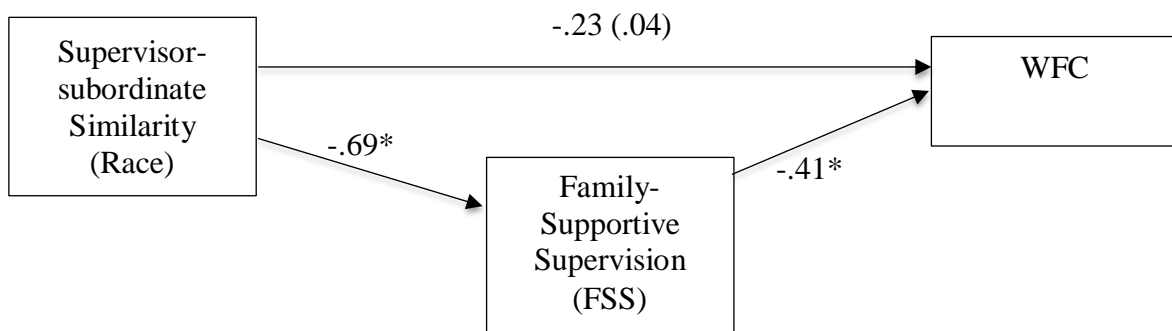 -.23 (.04)
Supervisor-
subordinate
Similarity
(Race)
WFC
-.69*
-.41*
Family-
Supportive
Supervision
(FSS)